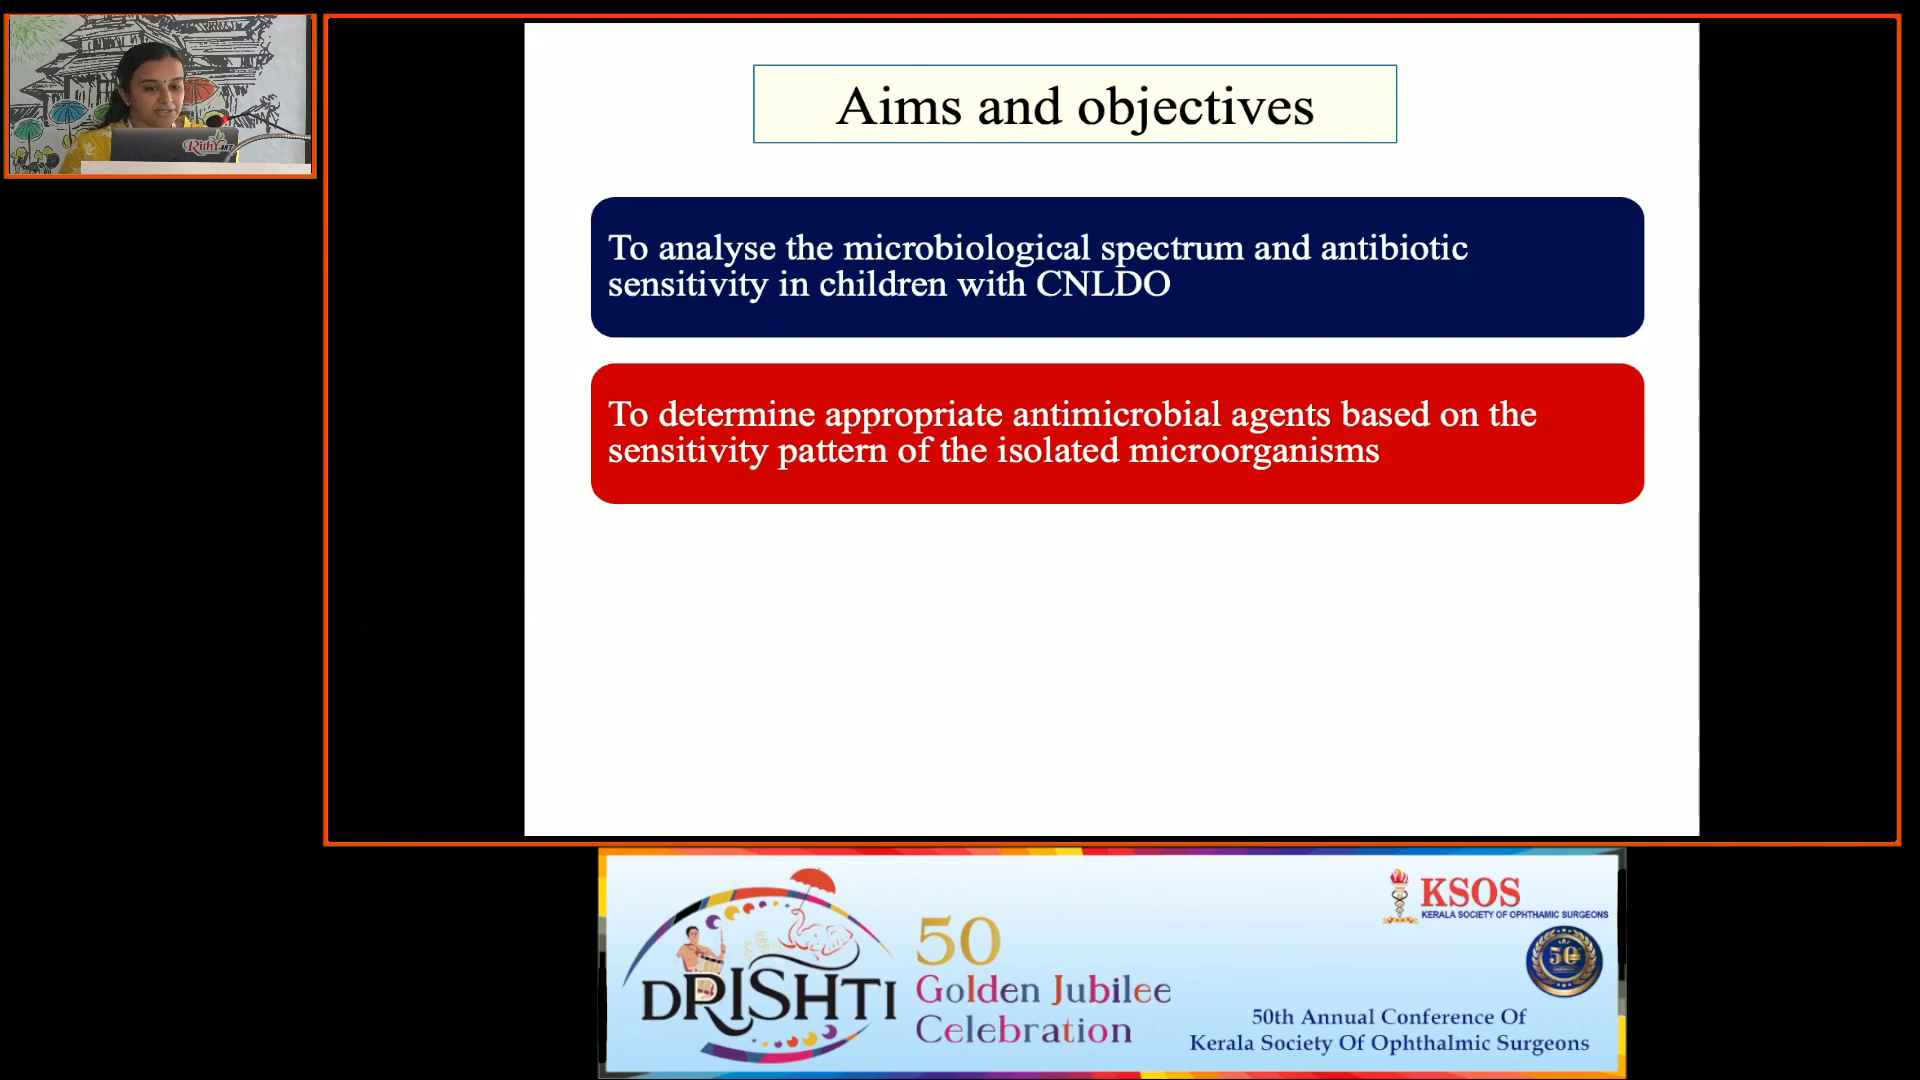 Aims and objectives
To analyse the microbiological spectrum and antibiotic
sensitivity in children with CNLDO
To determine appropriate antimicrobial agents based on the
sensitivity pattern of the isolated microorganisms
DRISHTI
50
Golden Jubilee
Celebration
KSOS
KERALA SOCIETY OF OPHTHAMIC SURGEONS
50
50th Annual Conference Of
Kerala Society Of Ophthalmic Surgeons